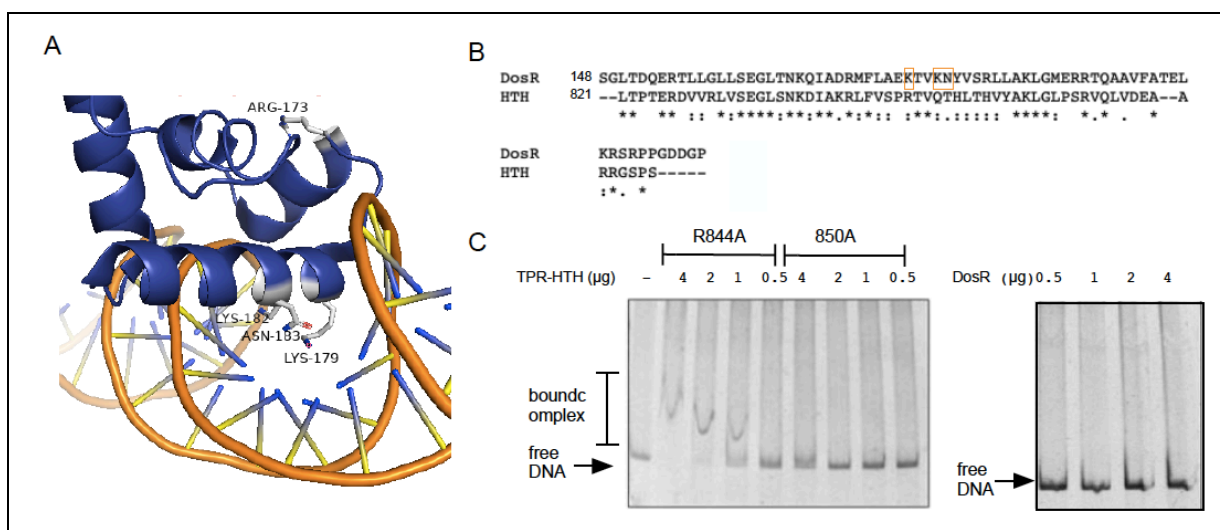 A
ARG-173
LYS-182
ASN-183
LYS-179
B
DosR 148 SGLTDQERTLLGLLSEGLTNKQIADRMFLAEKTVKNYVSRLLAKLGMERRTQAAVFATEL
HTH 821 --LTPTERDVVRLVSEGLSNKDIAKRLFVSPRTVQTHLTHVYAKLGLPSRVQLVDEA--A
** ** :: :****:**:**.*:*:: :**:.::::: ****: *.* . *
DosR KRSRPPGDDGP
HTH RRGSPS-----
:*. *
C
R844A 850A
TPR-HTH (μg) – 4 2 1 0.5 4 2 1 0.5
boundc
omplex
free
DNA
DosR (μg) 0.5 1 2 4
free
DNA